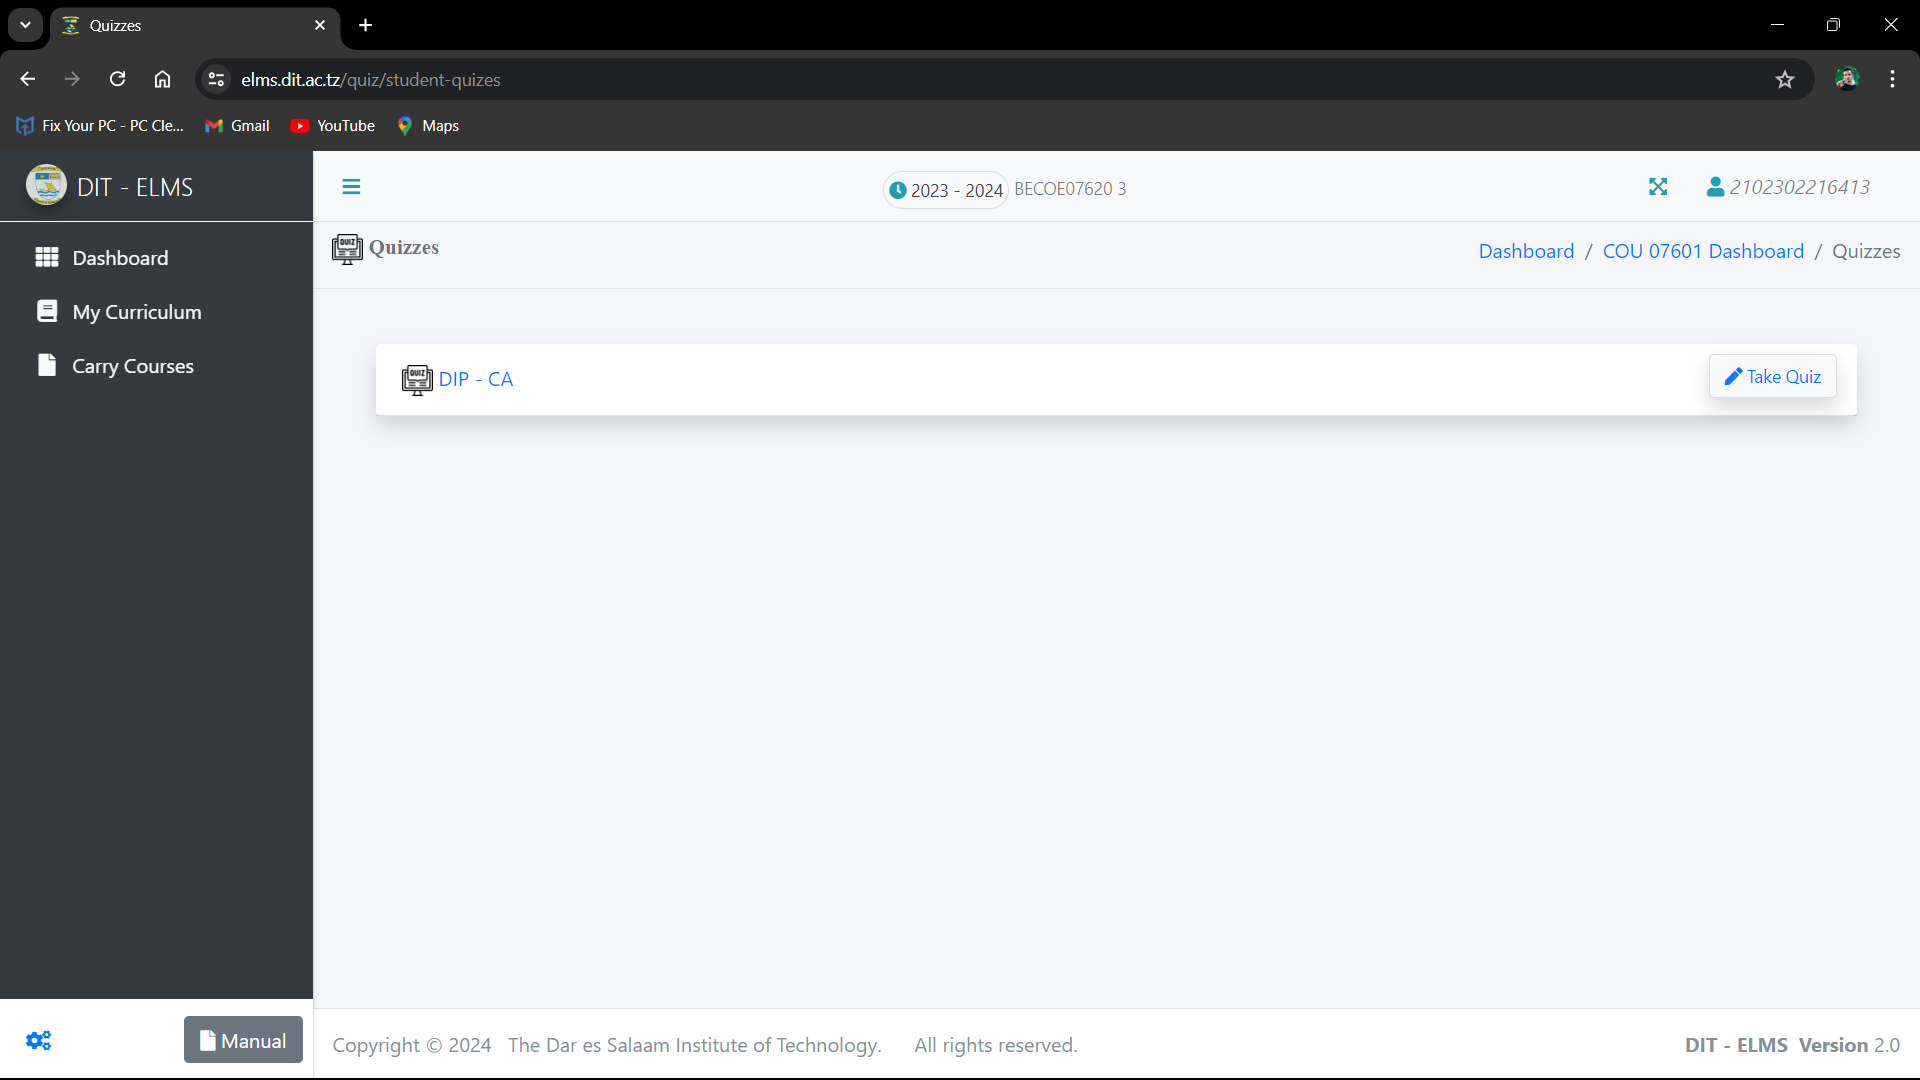 Quizzes
elms.dit.ac.tz/quiz/student-quizes
Fix Your PC - PC Cle...
Gmail
YouTube
Maps
DIT - ELMS
2023 - 2024
BECOE07620 3
2102302216413
Dashboard
My Curriculum
Carry Courses
QUIZ
Quizzes
Dashboard / COU 07601 Dashboard / Quizzes
QUIZ
DIP - CA
Take Quiz
Manual
Copyright © 2024 The Dar es Salaam Institute of Technology. All rights reserved.
DIT - ELMS Version 2.0